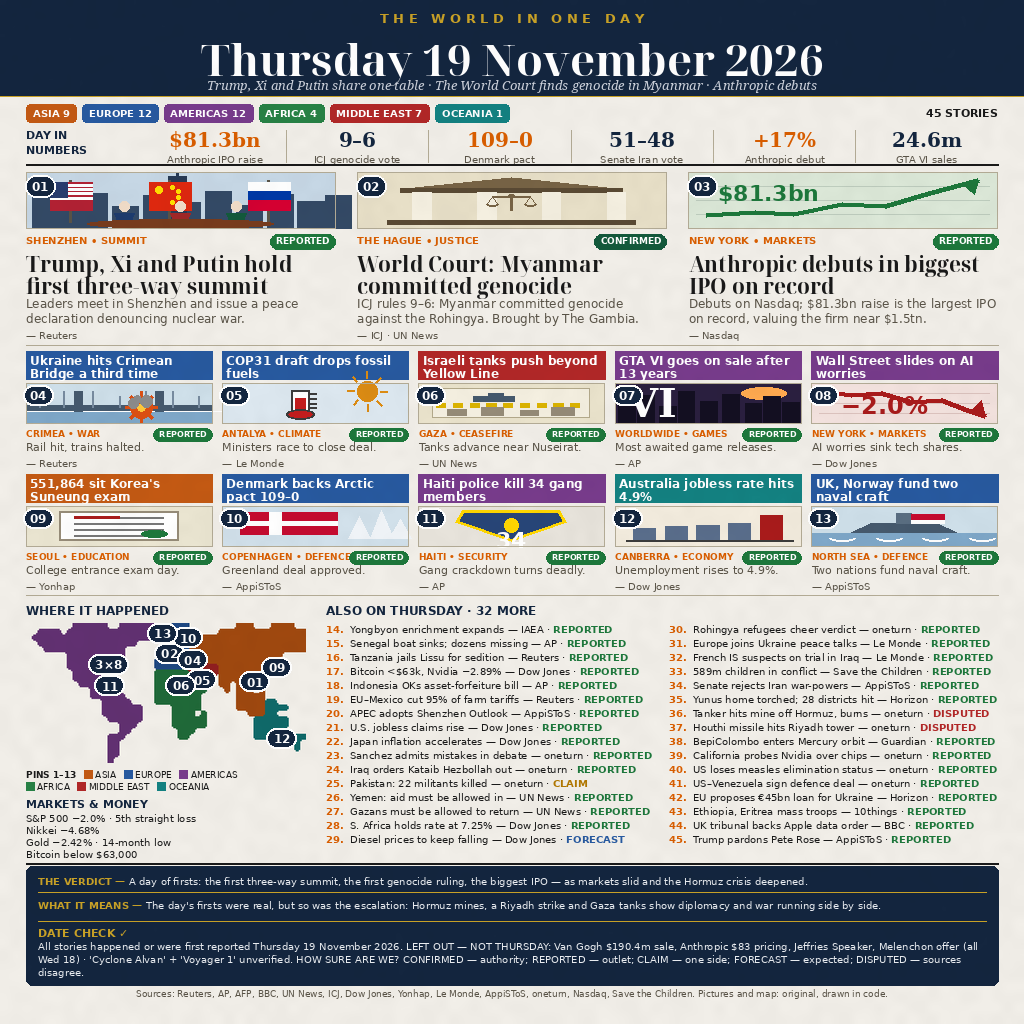 THE WORLD IN ONE DAY
Thursday 19 November 2026
Trump, Xi and Putin share one table · The World Court finds genocide in Myanmar · Anthropic debuts
ASIA 9 EUROPE 12 AMERICAS 12 AFRICA 4 MIDDLE EAST 7 OCEANIA 1 45 STORIES
DAY IN NUMBERS
$81.3bn 9–6 109–0 51–48 +17% 24.6m
Anthropic IPO raise ICJ genocide vote Denmark pact Senate Iran vote Anthropic debut GTA VI sales
01
SHENZHEN • SUMMIT REPORTED
Trump, Xi and Putin hold
first three-way summit
Leaders meet in Shenzhen and issue a peace
declaration denouncing nuclear war.
— Reuters
02
THE HAGUE • JUSTICE CONFIRMED
World Court: Myanmar
committed genocide
ICJ rules 9–6: Myanmar committed genocide
against the Rohingya. Brought by The Gambia.
— ICJ · UN News
03 $81.3bn
NEW YORK • MARKETS REPORTED
Anthropic debuts in biggest
IPO on record
Debuts on Nasdaq; $81.3bn raise is the largest IPO
on record, valuing the firm near $1.5tn.
— Nasdaq
Ukraine hits Crimean
Bridge a third time
04
CRIMEA • WAR REPORTED
Rail hit, trains halted.
— Reuters
COP31 draft drops fossil
fuels
05
ANTALYA • CLIMATE REPORTED
Ministers race to close deal.
— Le Monde
Israeli tanks push beyond
Yellow Line
06
GAZA • CEASEFIRE REPORTED
Tanks advance near Nuseirat.
— UN News
GTA VI goes on sale after
13 years
07 VI
WORLDWIDE • GAMES REPORTED
Most awaited game releases.
— AP
Wall Street slides on AI
worries
08 −2.0%
NEW YORK • MARKETS REPORTED
AI worries sink tech shares.
— Dow Jones
551,864 sit Korea's
Suneung exam
09
SEOUL • EDUCATION REPORTED
College entrance exam day.
— Yonhap
Denmark backs Arctic
pact 109–0
10
COPENHAGEN • DEFENCE REPORTED
Greenland deal approved.
— AppiSToS
Haiti police kill 34 gang
members
11 34
HAITI • SECURITY REPORTED
Gang crackdown turns deadly.
— AP
Australia jobless rate hits
4.9%
12
CANBERRA • ECONOMY REPORTED
Unemployment rises to 4.9%.
— Dow Jones
UK, Norway fund two
naval craft
13
NORTH SEA • DEFENCE REPORTED
Two nations fund naval craft.
— AppiSToS
WHERE IT HAPPENED
13 10
02 04
3×8 09
11 06 05 01
12
PINS 1–13 ASIA EUROPE AMERICAS
AFRICA MIDDLE EAST OCEANIA
MARKETS & MONEY
S&P 500 −2.0% · 5th straight loss
Nikkei −4.68%
Gold −2.42% · 14-month low
Bitcoin below $63,000
ALSO ON THURSDAY · 32 MORE
14. Yongbyon enrichment expands — IAEA · REPORTED
15. Senegal boat sinks; dozens missing — AP · REPORTED
16. Tanzania jails Lissu for sedition — Reuters · REPORTED
17. Bitcoin <$63k, Nvidia −2.89% — Dow Jones · REPORTED
18. Indonesia OKs asset-forfeiture bill — AP · REPORTED
19. EU–Mexico cut 95% of farm tariffs — Reuters · REPORTED
20. APEC adopts Shenzhen Outlook — AppiSToS · REPORTED
21. U.S. jobless claims rise — Dow Jones · REPORTED
22. Japan inflation accelerates — Dow Jones · REPORTED
23. Sanchez admits mistakes in debate — oneturn · REPORTED
24. Iraq orders Kataib Hezbollah out — oneturn · REPORTED
25. Pakistan: 22 militants killed — oneturn · CLAIM
26. Yemen: aid must be allowed in — UN News · REPORTED
27. Gazans must be allowed to return — UN News · REPORTED
28. S. Africa holds rate at 7.25% — Dow Jones · REPORTED
29. Diesel prices to keep falling — Dow Jones · FORECAST
30. Rohingya refugees cheer verdict — oneturn · REPORTED
31. Europe joins Ukraine peace talks — Le Monde · REPORTED
32. French IS suspects on trial in Iraq — Le Monde · REPORTED
33. 589m children in conflict — Save the Children · REPORTED
34. Senate rejects Iran war-powers — AppiSToS · REPORTED
35. Yunus home torched; 28 districts hit — Horizon · REPORTED
36. Tanker hits mine off Hormuz, burns — oneturn · DISPUTED
37. Houthi missile hits Riyadh tower — oneturn · DISPUTED
38. BepiColombo enters Mercury orbit — Guardian · REPORTED
39. California probes Nvidia over chips — oneturn · REPORTED
40. US loses measles elimination status — oneturn · REPORTED
41. US–Venezuela sign defence deal — oneturn · REPORTED
42. EU proposes €45bn loan for Ukraine — Horizon · REPORTED
43. Ethiopia, Eritrea mass troops — 10things · REPORTED
44. UK tribunal backs Apple data order — BBC · REPORTED
45. Trump pardons Pete Rose — AppiSToS · REPORTED
THE VERDICT — A day of firsts: the first three-way summit, the first genocide ruling, the biggest IPO — as markets slid and the Hormuz crisis deepened.
WHAT IT MEANS — The day's firsts were real, but so was the escalation: Hormuz mines, a Riyadh strike and Gaza tanks show diplomacy and war running side by side.
DATE CHECK ✓
All stories happened or were first reported Thursday 19 November 2026. LEFT OUT — NOT THURSDAY: Van Gogh $190.4m sale, Anthropic $83 pricing, Jeffries Speaker, Melenchon offer (all
Wed 18) · 'Cyclone Alvan' + 'Voyager 1' unverified. HOW SURE ARE WE? CONFIRMED — authority; REPORTED — outlet; CLAIM — one side; FORECAST — expected; DISPUTED — sources
disagree.
Sources: Reuters, AP, AFP, BBC, UN News, ICJ, Dow Jones, Yonhap, Le Monde, AppiSToS, oneturn, Nasdaq, Save the Children. Pictures and map: original, drawn in code.